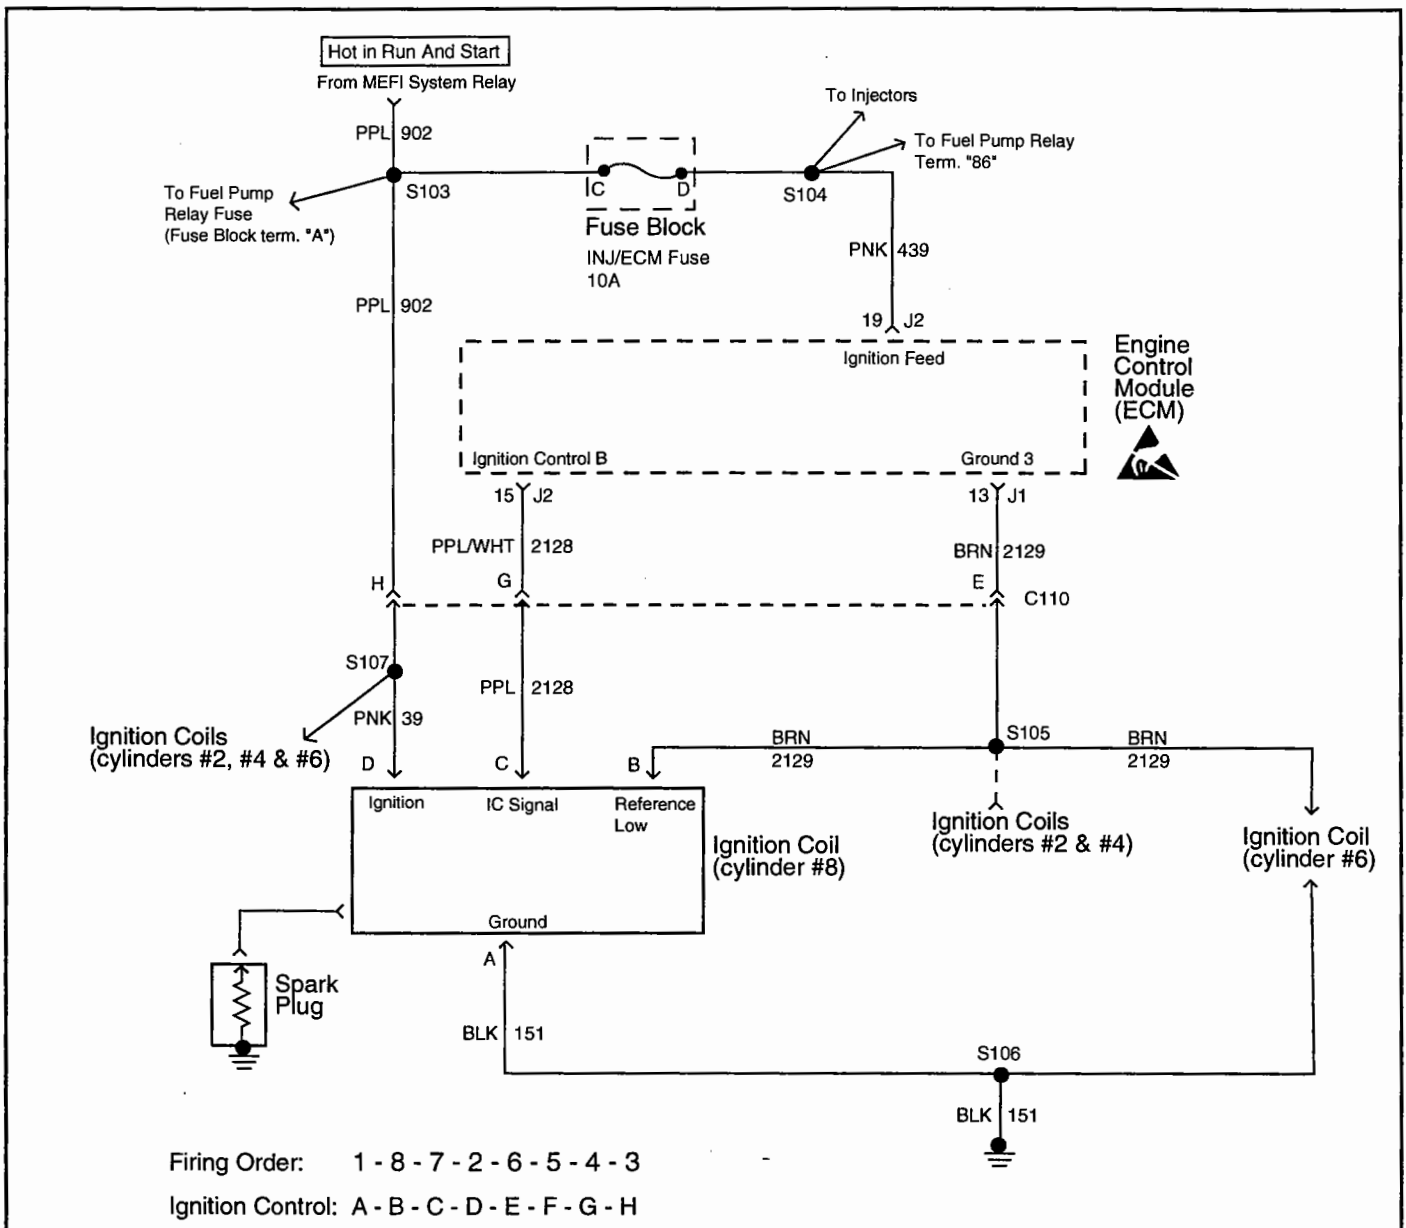 Hot in Run And Start
From MEFI System Relay
PPL 902
To Injectors
To Fuel Pump Relay
Term. "86"
S103
C D
S104
To Fuel Pump
Relay Fuse
(Fuse Block term. "A")
Fuse Block
INJ/ECM Fuse
10A
PNK 439
PPL 902
19 J2
Ignition Feed
Engine
Control
Module
(ECM)
Ignition Control B
Ground 3
15 J2
13 J1
PPL/WHT 2128
BRN 2129
H
G
E
C110
S107
PPL 2128
PNK 39
Ignition Coils
(cylinders #2, #4 & #6)
S105
BRN
2129
BRN
2129
D
C
B
Ignition
IC Signal
Reference
Low
Ignition Coil
(cylinder #8)
Ignition Coils
(cylinders #2 & #4)
Ignition Coil
(cylinder #6)
Ground
A
Spark
Plug
BLK 151
S106
BLK 151
Firing Order: 1 - 8 - 7 - 2 - 6 - 5 - 4 - 3
Ignition Control: A - B - C - D - E - F - G - H